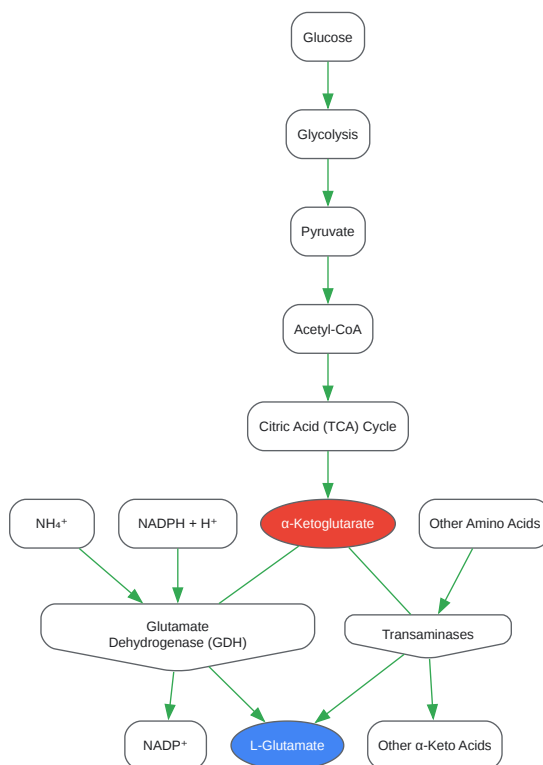 Glucose
Glycolysis
Pyruvate
Acetyl-CoA
Citric Acid (TCA) Cycle
NH₄⁺
NADPH + H⁺
α-Ketoglutarate
Other Amino Acids
Glutamate
Dehydrogenase (GDH)
Transaminases
NADP⁺
L-Glutamate
Other α-Keto Acids